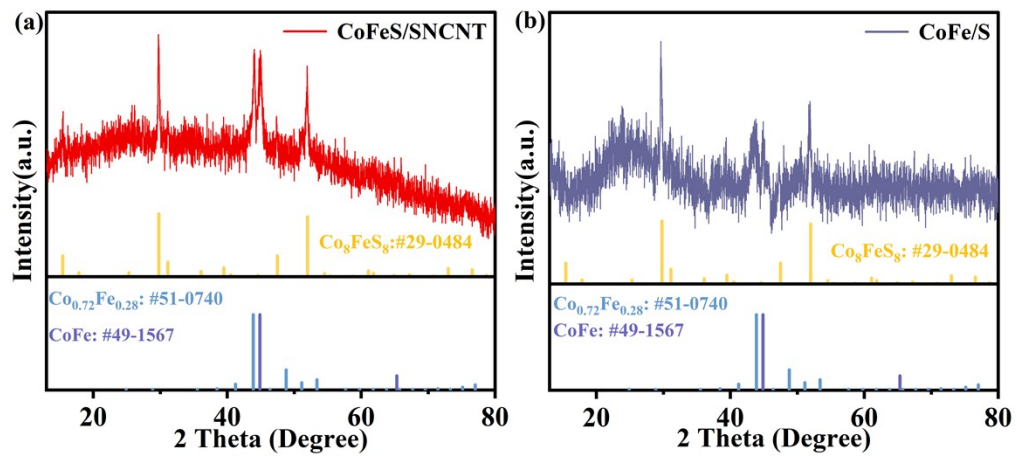 (a)
CoFeS/SNCNT
Intensity(a.u.)
Co₈FeS₈:#29-0484
Co₀.₇₂Fe₀.₂₈: #51-0740
CoFe: #49-1567
20 40 60 80
2 Theta (Degree)
(b)
CoFe/S
Intensity(a.u.)
Co₈FeS₈:#29-0484
Co₀.₇₂Fe₀.₂₈: #51-0740
CoFe: #49-1567
20 40 60 80
2 Theta (Degree)